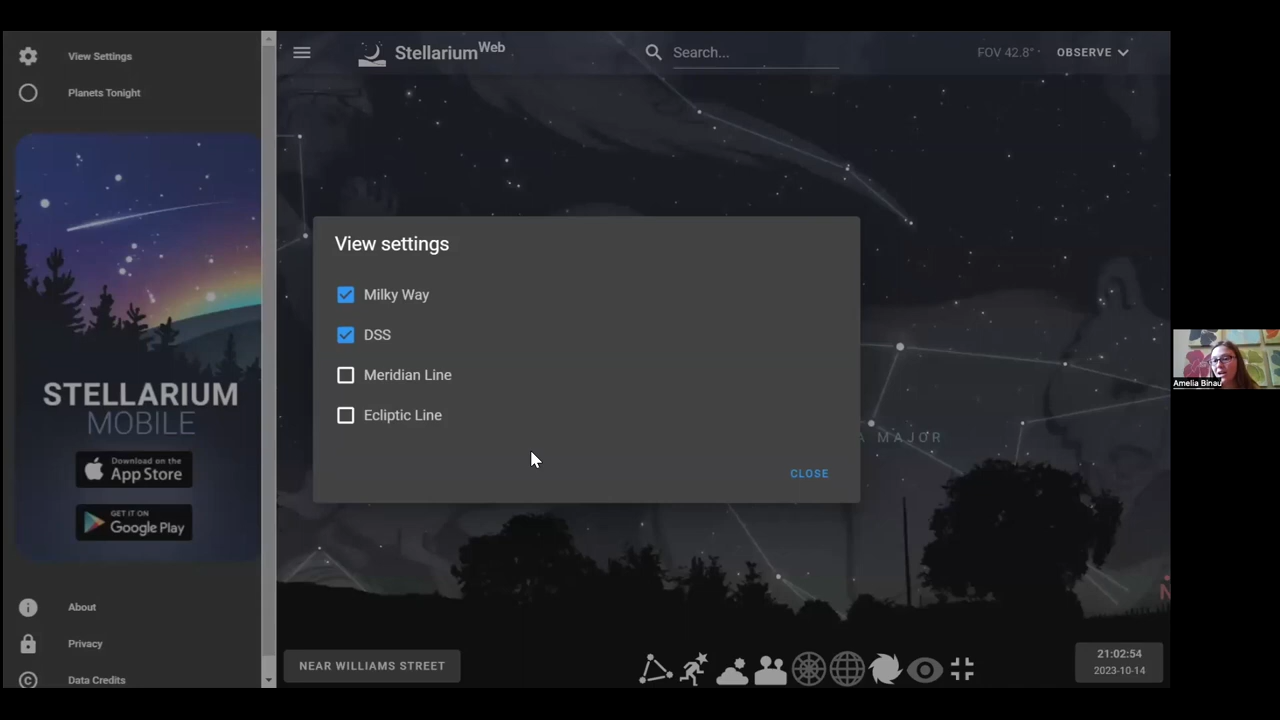 View Settings
Planets Tonight
STELLARIUM
MOBILE
Download on the
App Store
GET IT ON
Google Play
About
Privacy
Data Credits
StellariumWeb
Search...
FOV 42.8°
OBSERVE
View settings
Milky Way
DSS
Meridian Line
Ecliptic Line
CLOSE
A MAJOR
N
NEAR WILLIAMS STREET
21:02:54
2023-10-14
Amelia Binau